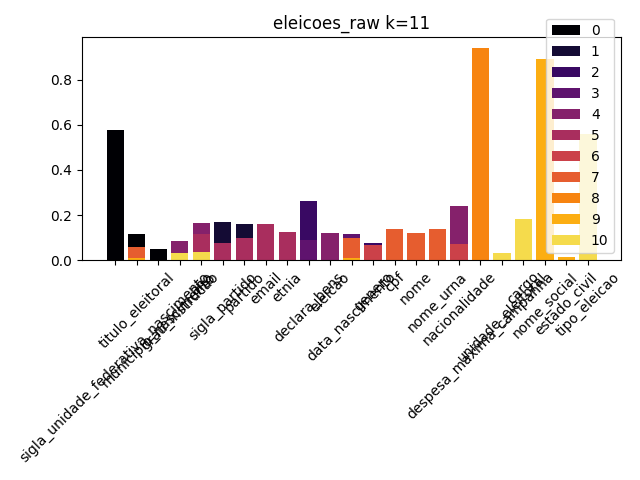 eleicoes_raw k=11
0
1
2
3
4
5
6
7
8
9
10
0.8
0.6
0.4
0.2
0.0
titulo_eleitoral
sigla_unidade_federativa_nascimento
sigla_partido
partido
email
etnia
declara_bens
eleicao
data_nascimento
genero
cpf
nome
nome_urna
nacionalidade
despesa_maxima_campanha
unidade_eleitoral
cargo
nome_social
estado_civil
tipo_eleicao